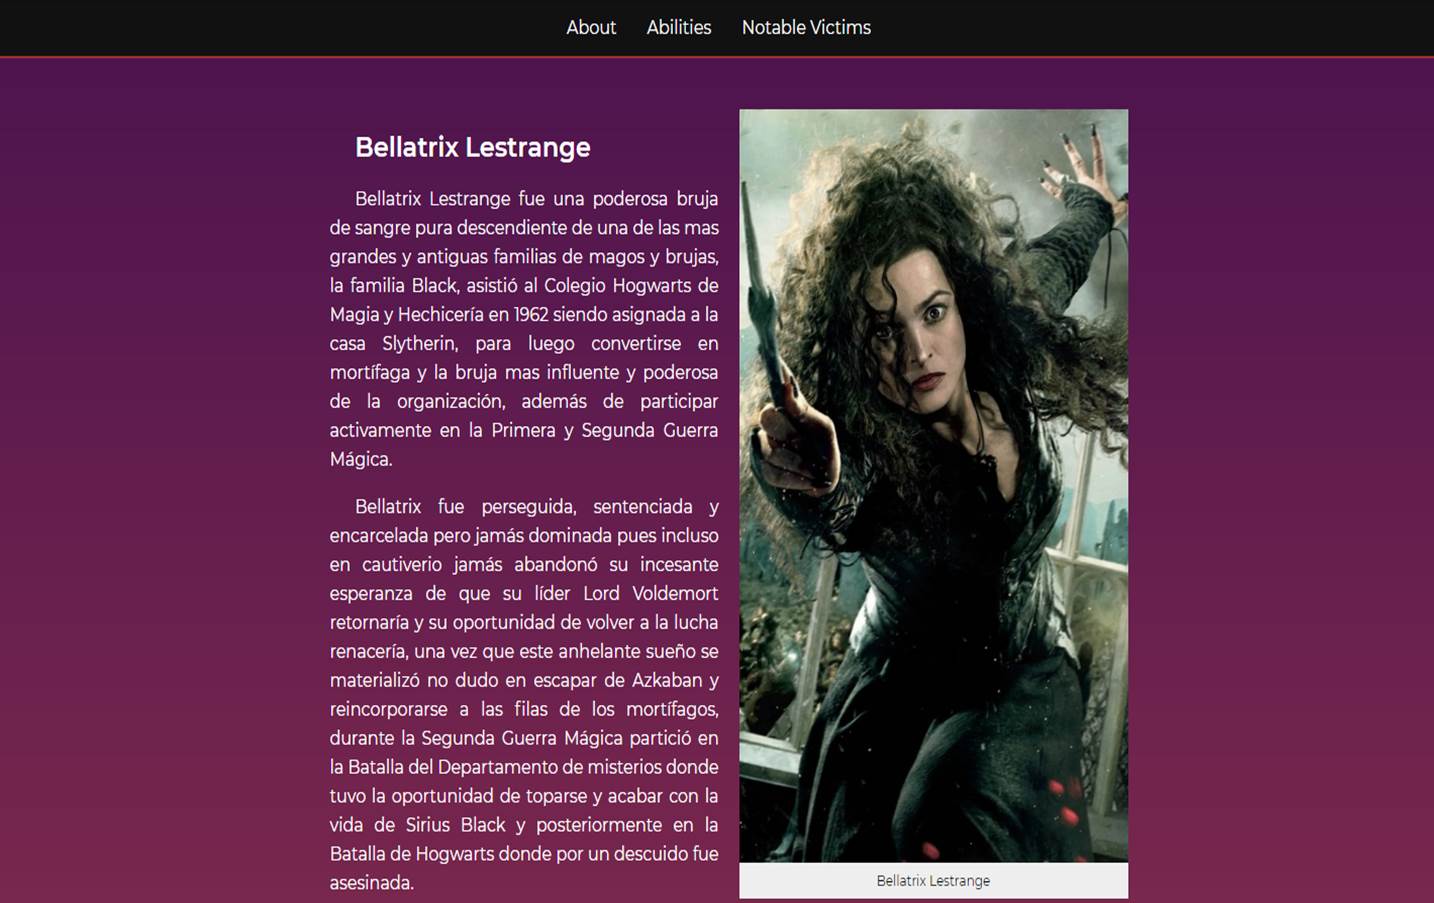 About Abilities Notable Victims
Bellatrix Lestrange
Bellatrix Lestrange fue una poderosa bruja
de sangre pura descendiente de una de las mas
grandes y antiguas familias de magos y brujas,
la familia Black, asistió al Colegio Hogwarts de
Magia y Hechicería en 1962 siendo asignada a la
casa Slytherin, para luego convertirse en
mortífaga y la bruja mas influente y poderosa
de la organización, además de participar
activamente en la Primera y Segunda Guerra
Mágica.
Bellatrix fue perseguida, sentenciada y
encarcelada pero jamás dominada pues incluso
en cautiverio jamás abandonó su incesante
esperanza de que su líder Lord Voldemort
retornaría y su oportunidad de volver a la lucha
renacería, una vez que este anhelante sueño se
materializó no dudo en escapar de Azkaban y
reincorporarse a las filas de los mortífagos,
durante la Segunda Guerra Mágica partició en
la Batalla del Departamento de misterios donde
tuvo la oportunidad de toparse y acabar con la
vida de Sirius Black y posteriormente en la
Batalla de Hogwarts donde por un descuido fue
asesinada.
Bellatrix Lestrange